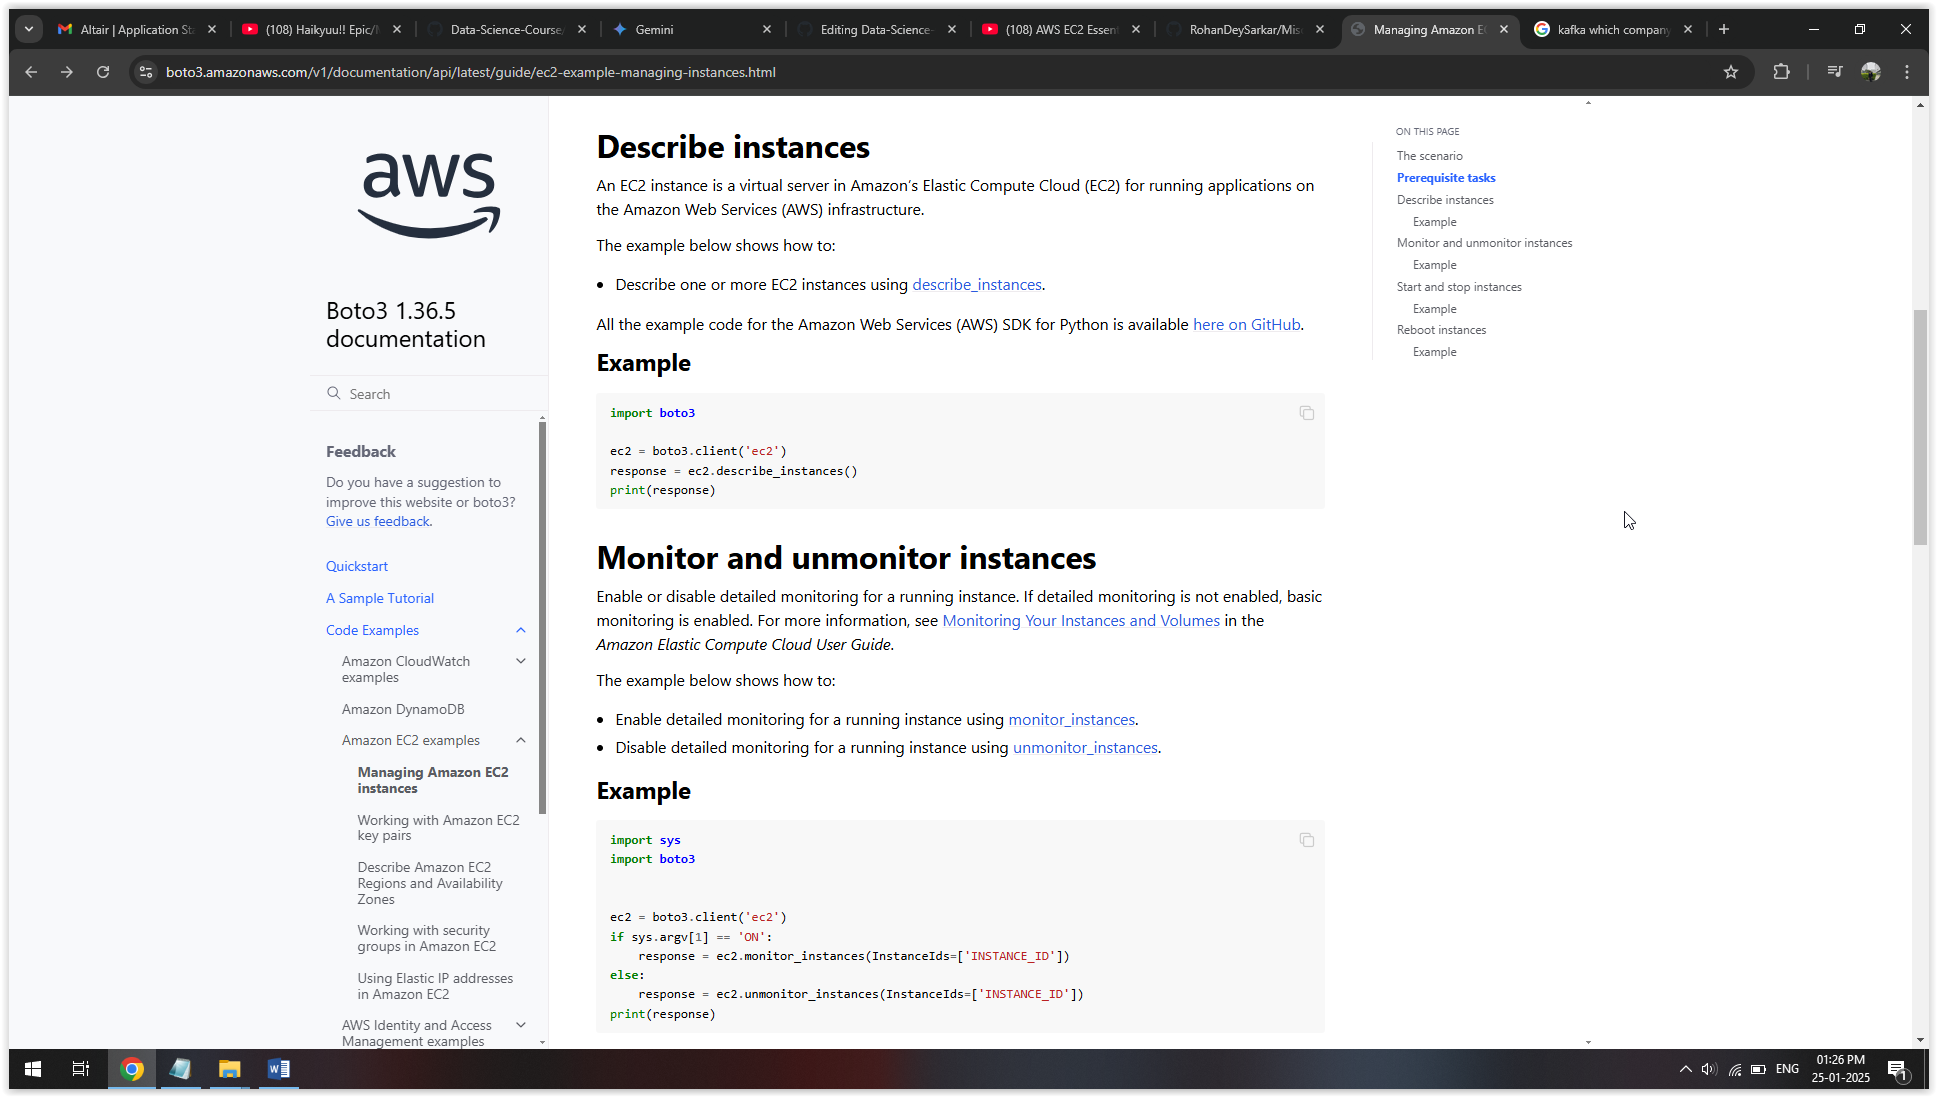 Altair | Application Sta
(108) Haikyuu!! Epic/M
Data-Science-Course/
Gemini
Editing Data-Science-
(108) AWS EC2 Essent
RohanDeySarkar/Misc
Managing Amazon EC
kafka which company
boto3.amazonaws.com/v1/documentation/api/latest/guide/ec2-example-managing-instances.html
aws
Boto3 1.36.5
documentation
Search
Feedback
Do you have a suggestion to
improve this website or boto3?
Give us feedback.
Quickstart
A Sample Tutorial
Code Examples
Amazon CloudWatch
examples
Amazon DynamoDB
Amazon EC2 examples
Managing Amazon EC2
instances
Working with Amazon EC2
key pairs
Describe Amazon EC2
Regions and Availability
Zones
Working with security
groups in Amazon EC2
Using Elastic IP addresses
in Amazon EC2
AWS Identity and Access
Management examples
Describe instances
An EC2 instance is a virtual server in Amazon’s Elastic Compute Cloud (EC2) for running applications on
the Amazon Web Services (AWS) infrastructure.
The example below shows how to:
• Describe one or more EC2 instances using describe_instances.
All the example code for the Amazon Web Services (AWS) SDK for Python is available here on GitHub.
Example
import boto3
ec2 = boto3.client('ec2')
response = ec2.describe_instances()
print(response)
Monitor and unmonitor instances
Enable or disable detailed monitoring for a running instance. If detailed monitoring is not enabled, basic
monitoring is enabled. For more information, see Monitoring Your Instances and Volumes in the
Amazon Elastic Compute Cloud User Guide.
The example below shows how to:
• Enable detailed monitoring for a running instance using monitor_instances.
• Disable detailed monitoring for a running instance using unmonitor_instances.
Example
import sys
import boto3
ec2 = boto3.client('ec2')
if sys.argv[1] == 'ON':
    response = ec2.monitor_instances(InstanceIds=['INSTANCE_ID'])
else:
    response = ec2.unmonitor_instances(InstanceIds=['INSTANCE_ID'])
print(response)
ON THIS PAGE
The scenario
Prerequisite tasks
Describe instances
Example
Monitor and unmonitor instances
Example
Start and stop instances
Example
Reboot instances
Example
ENG
01:26 PM
25-01-2025
1